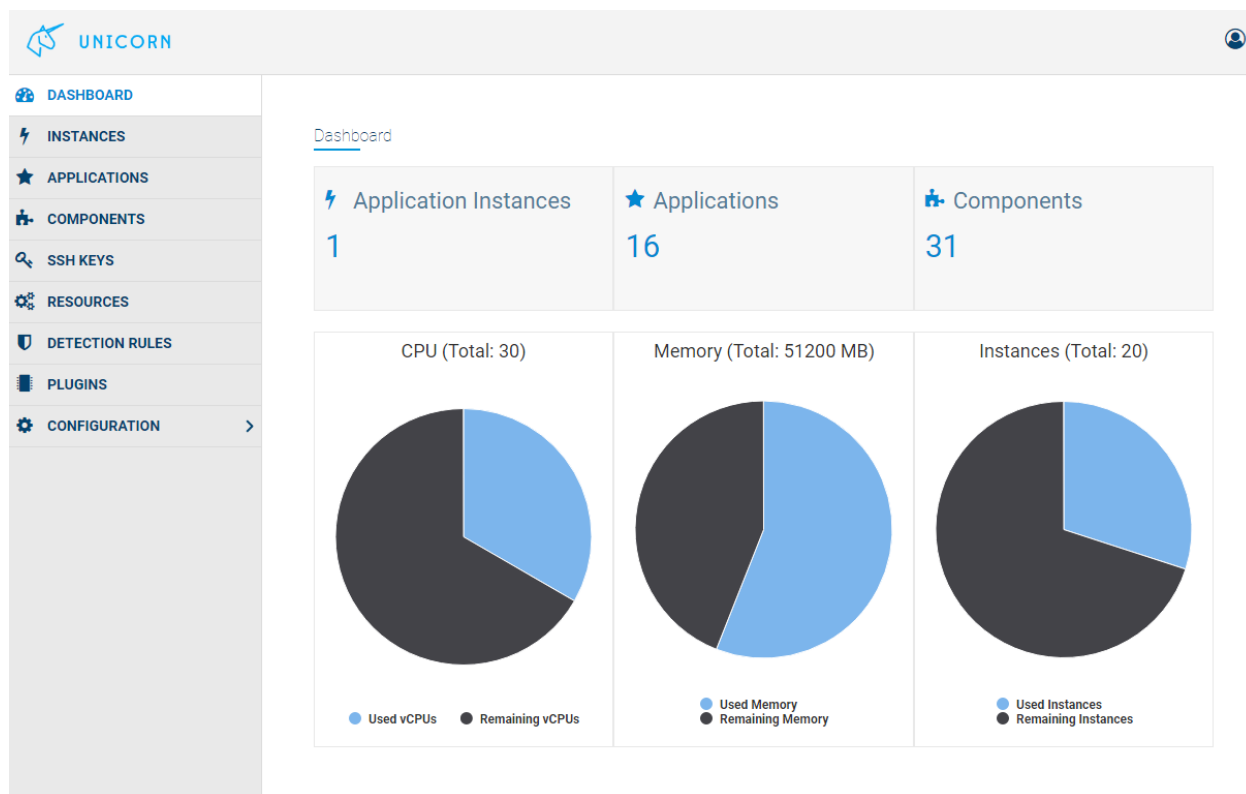 UNICORN
DASHBOARD
INSTANCES
APPLICATIONS
COMPONENTS
SSH KEYS
RESOURCES
DETECTION RULES
PLUGINS
CONFIGURATION
Dashboard
Application Instances
1
Applications
16
Components
31
CPU (Total: 30)
Used vCPUs
Remaining vCPUs
Memory (Total: 51200 MB)
Used Memory
Remaining Memory
Instances (Total: 20)
Used Instances
Remaining Instances